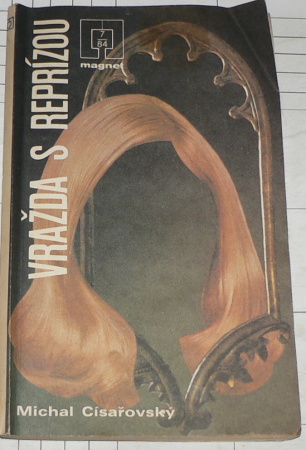 7
84
magnet
VRAŽDA S REPRÍZOU
Michal Císařovský